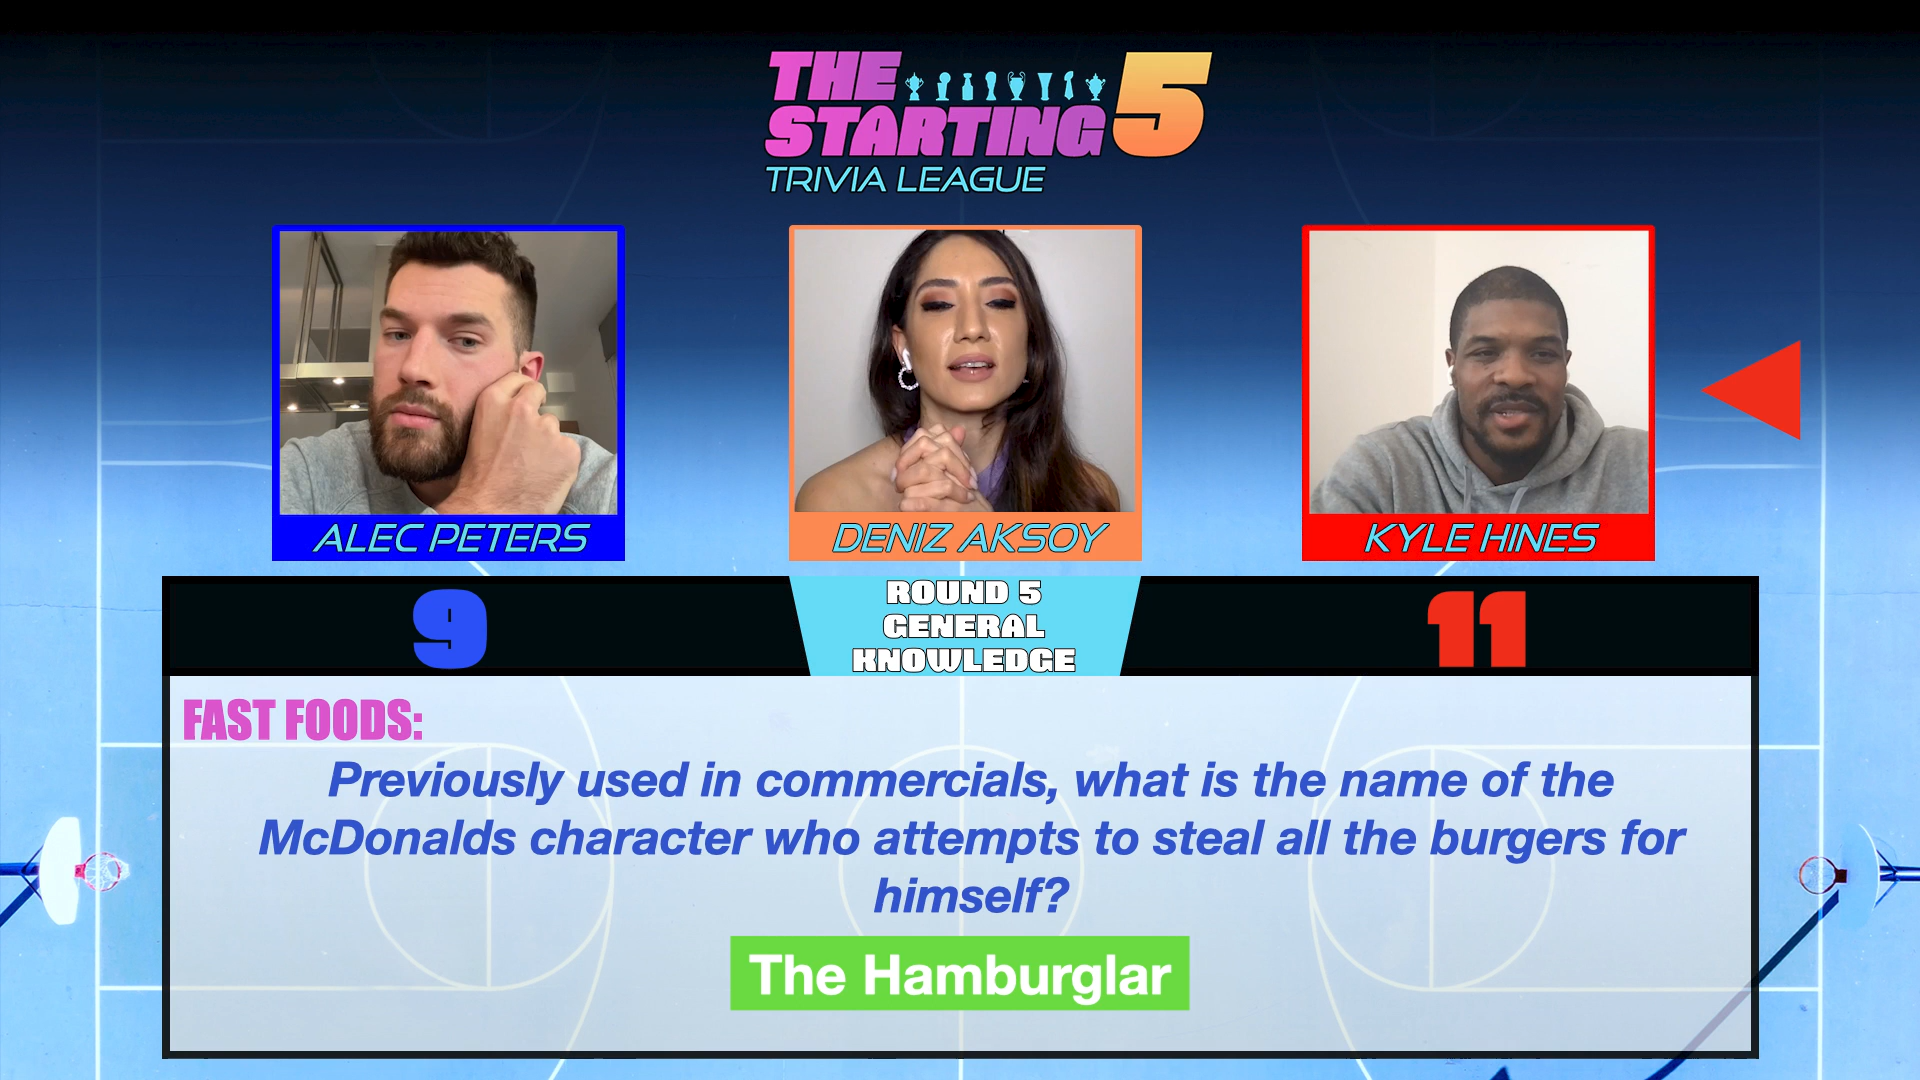 THE
STARTING 5
TRIVIA LEAGUE
ALEC PETERS
DENIZ AKSOY
KYLE HINES
9
ROUND 5
GENERAL
KNOWLEDGE
11
FAST FOODS:
Previously used in commercials, what is the name of the
McDonalds character who attempts to steal all the burgers for
himself?
The Hamburglar